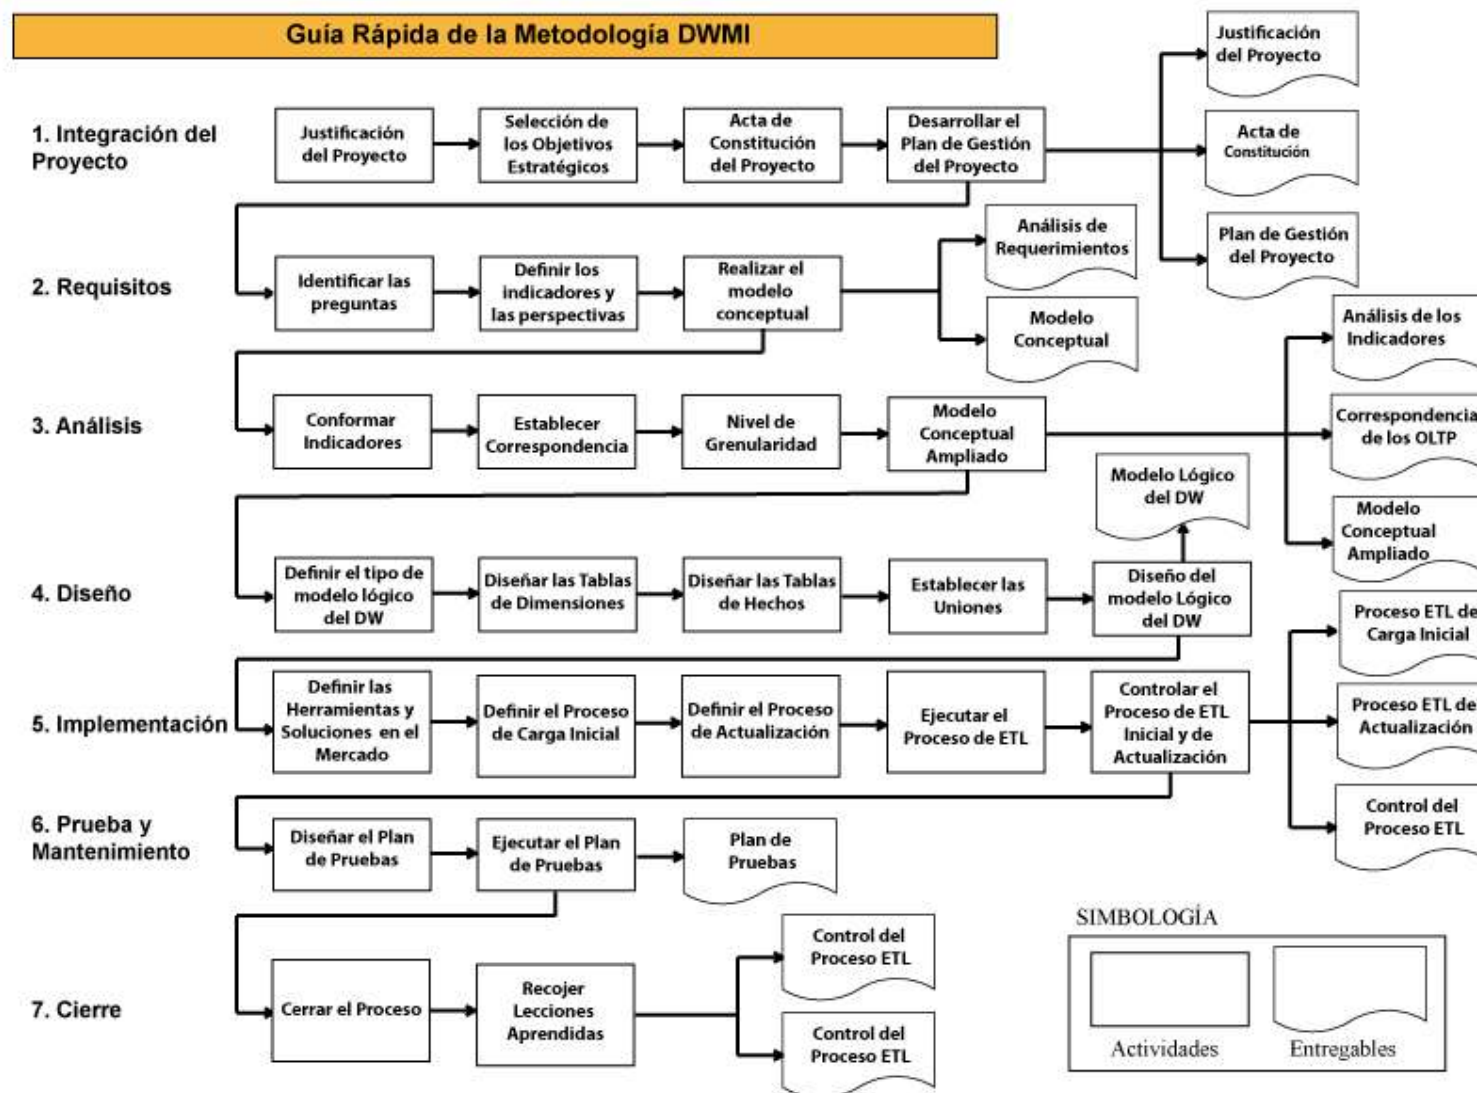 Guía Rápida de la Metodología DWMI
1. Integración del
Proyecto
Justificación
del Proyecto
Selección de
los Objetivos
Estratégicos
Acta de
Constitución
del Proyecto
Desarrollar el
Plan de Gestión
del Proyecto
Justificación
del Proyecto
Acta de
Constitución
Plan de Gestión
del Proyecto
2. Requisitos
Identificar las
preguntas
Definir los
indicadores y
las perspectivas
Realizar el
modelo
conceptual
Análisis de
Requerimientos
Modelo
Conceptual
3. Análisis
Conformar
Indicadores
Establecer
Correspondencia
Nivel de
Grenularidad
Modelo
Conceptual
Ampliado
Análisis de los
Indicadores
Correspondencia
de los OLTP
Modelo
Conceptual
Ampliado
4. Diseño
Definir el tipo de
modelo lógico
del DW
Diseñar las Tablas
de Dimensiones
Diseñar las Tablas
de Hechos
Establecer las
Uniones
Diseño del
modelo Lógico
del DW
Modelo Lógico
del DW
5. Implementación
Definir las
Herramientas y
Soluciones en el
Mercado
Definir el Proceso
de Carga Inicial
Definir el Proceso
de Actualización
Ejecutar el
Proceso de ETL
Controlar el
Proceso de ETL
Inicial y de
Actualización
Proceso ETL de
Carga Inicial
Proceso ETL de
Actualización
Control del
Proceso ETL
6. Prueba y
Mantenimiento
Diseñar el Plan
de Pruebas
Ejecutar el Plan
de Pruebas
Plan de
Pruebas
7. Cierre
Cerrar el Proceso
Recojer
Lecciones
Aprendidas
Control del
Proceso ETL
Control del
Proceso ETL
SIMBOLOGÍA
Actividades
Entregables